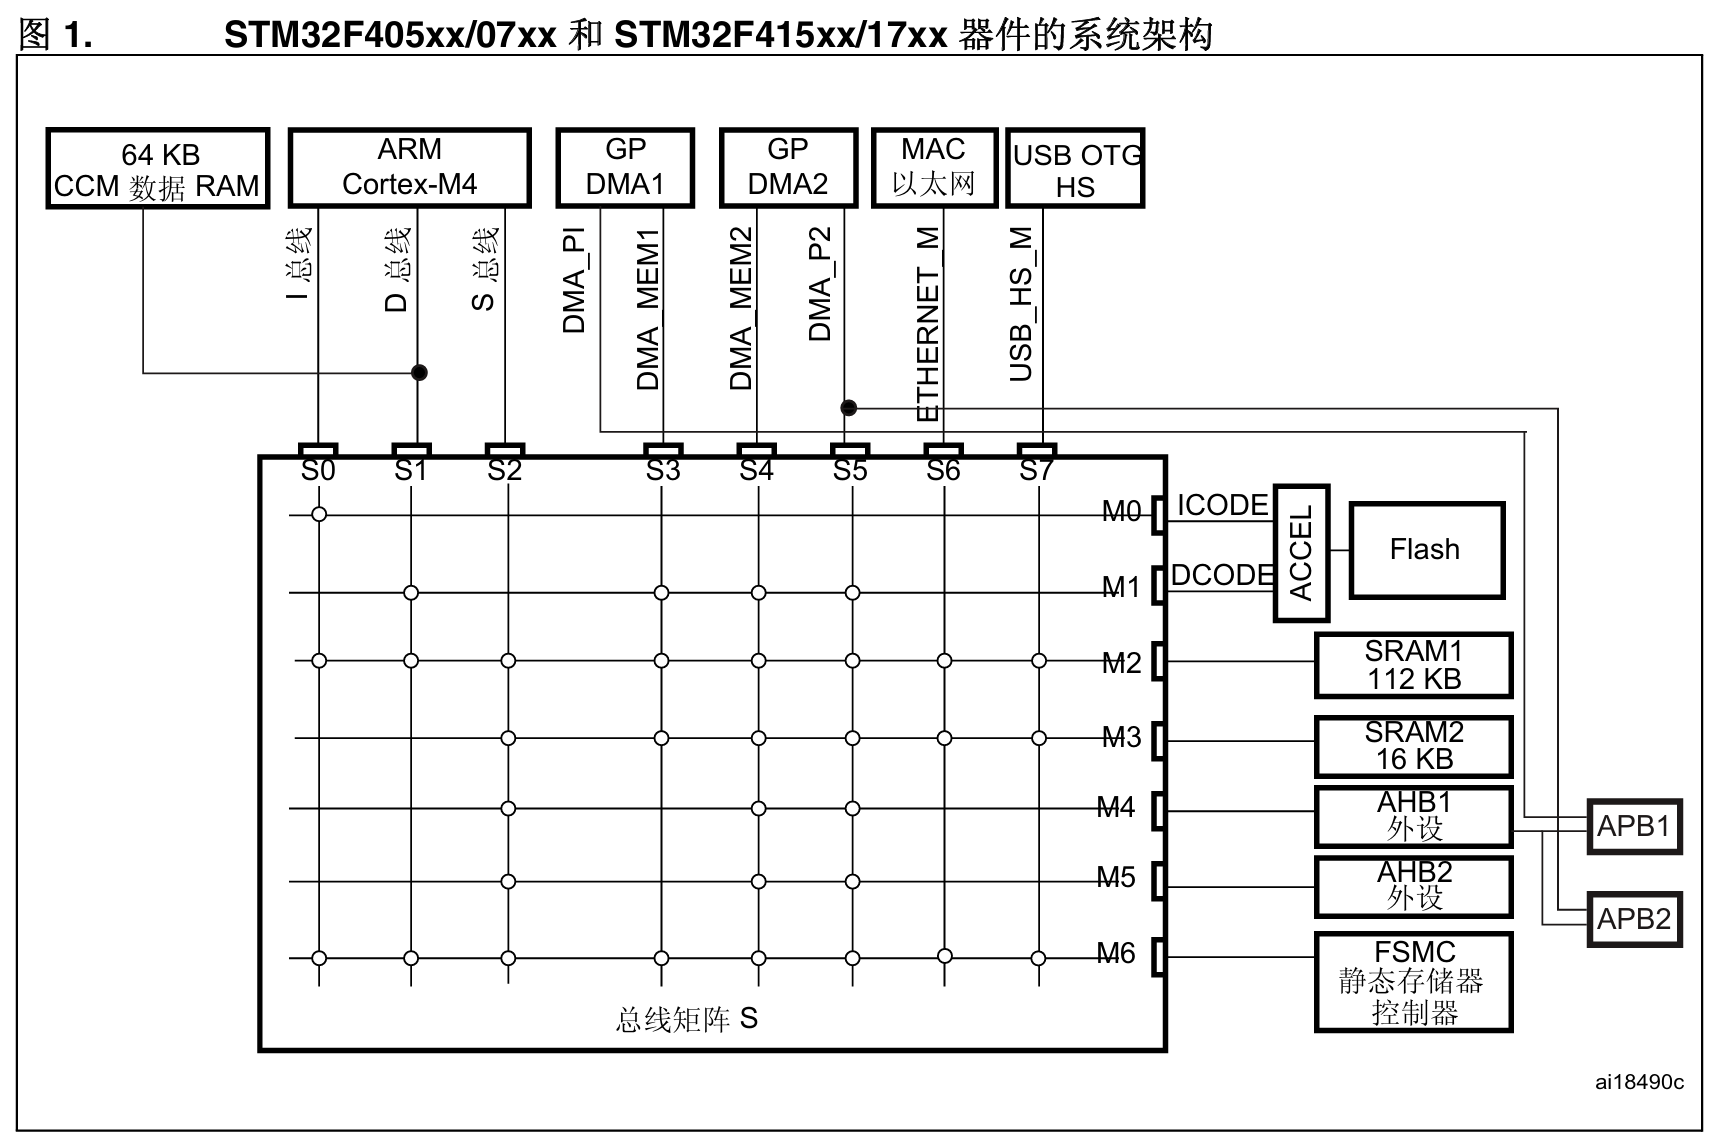 图 1. STM32F405xx/07xx 和 STM32F415xx/17xx 器件的系统架构
64 KB
CCM 数据 RAM
ARM
Cortex-M4
GP
DMA1
GP
DMA2
MAC
以太网
USB OTG
HS
I 总线
D 总线
S 总线
DMA_PI
DMA_MEM1
DMA_MEM2
DMA_P2
ETHERNET_M
USB_HS_M
S0 S1 S2 S3 S4 S5 S6 S7
M0
ICODE
M1
DCODE
ACCEL
Flash
M2
SRAM1
112 KB
M3
SRAM2
16 KB
M4
AHB1
外设
APB1
M5
AHB2
外设
APB2
M6
FSMC
静态存储器
控制器
总线矩阵 S
ai18490c